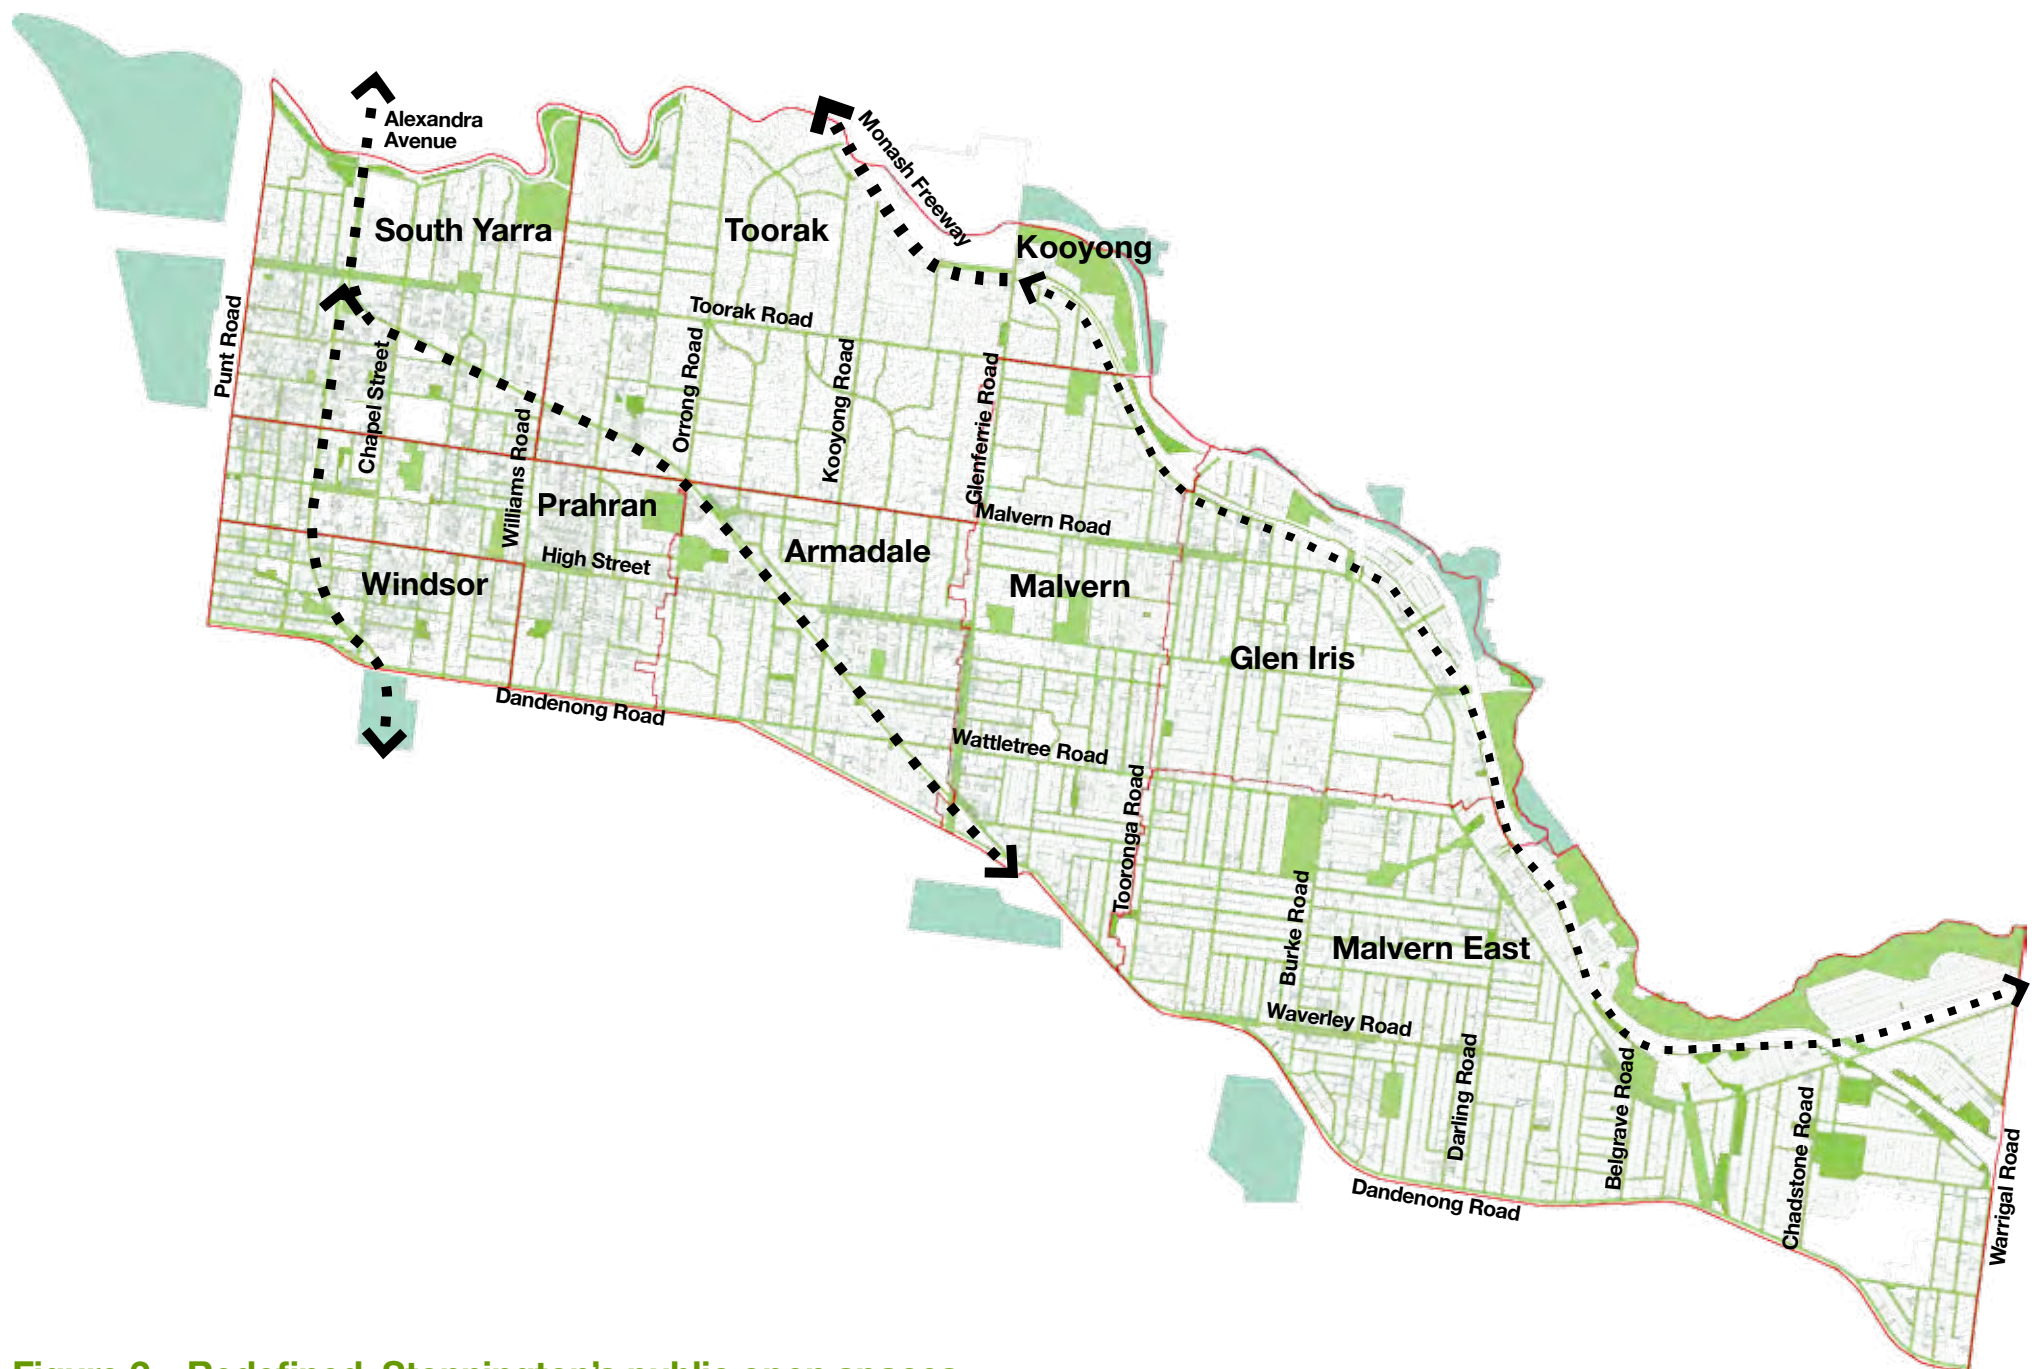 Alexandra
Avenue
Monash Freeway
South Yarra
Toorak
Kooyong
Punt Road
Toorak Road
Chapel Street
Orrong Road
Kooyong Road
Glenferrie Road
Williams Road
Prahran
Malvern Road
High Street
Armadale
Windsor
Malvern
Glen Iris
Dandenong Road
Wattletree Road
Tooronga Road
Burke Road
Malvern East
Waverley Road
Darling Road
Belgrave Road
Chadstone Road
Warrigal Road
Dandenong Road